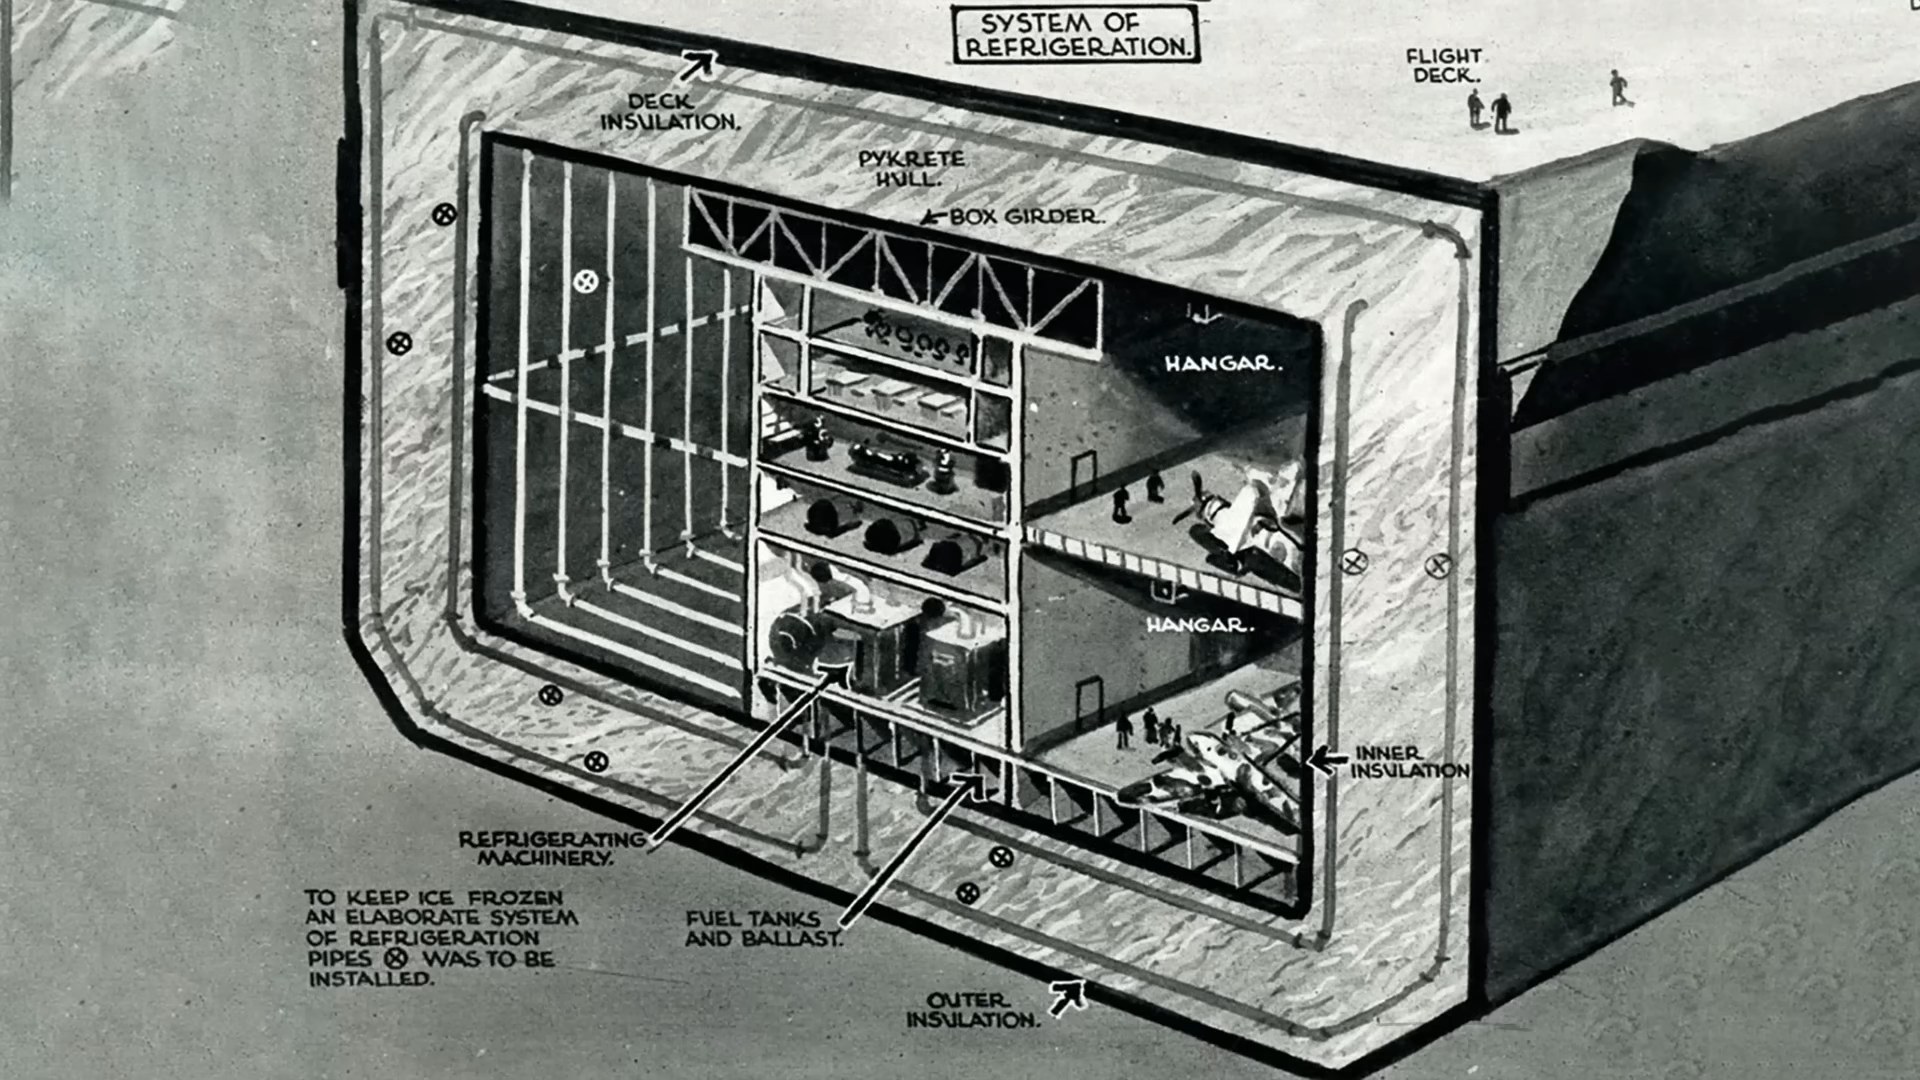 SYSTEM OF
REFRIGERATION.
FLIGHT
DECK.
DECK
INSULATION.
PYKRETE
HULL.
BOX GIRDER.
HANGAR.
HANGAR.
INNER
INSULATION
REFRIGERATING
MACHINERY.
TO KEEP ICE FROZEN
AN ELABORATE SYSTEM
OF REFRIGERATION
PIPES ⊗ WAS TO BE
INSTALLED.
FUEL TANKS
AND BALLAST.
OUTER
INSULATION.